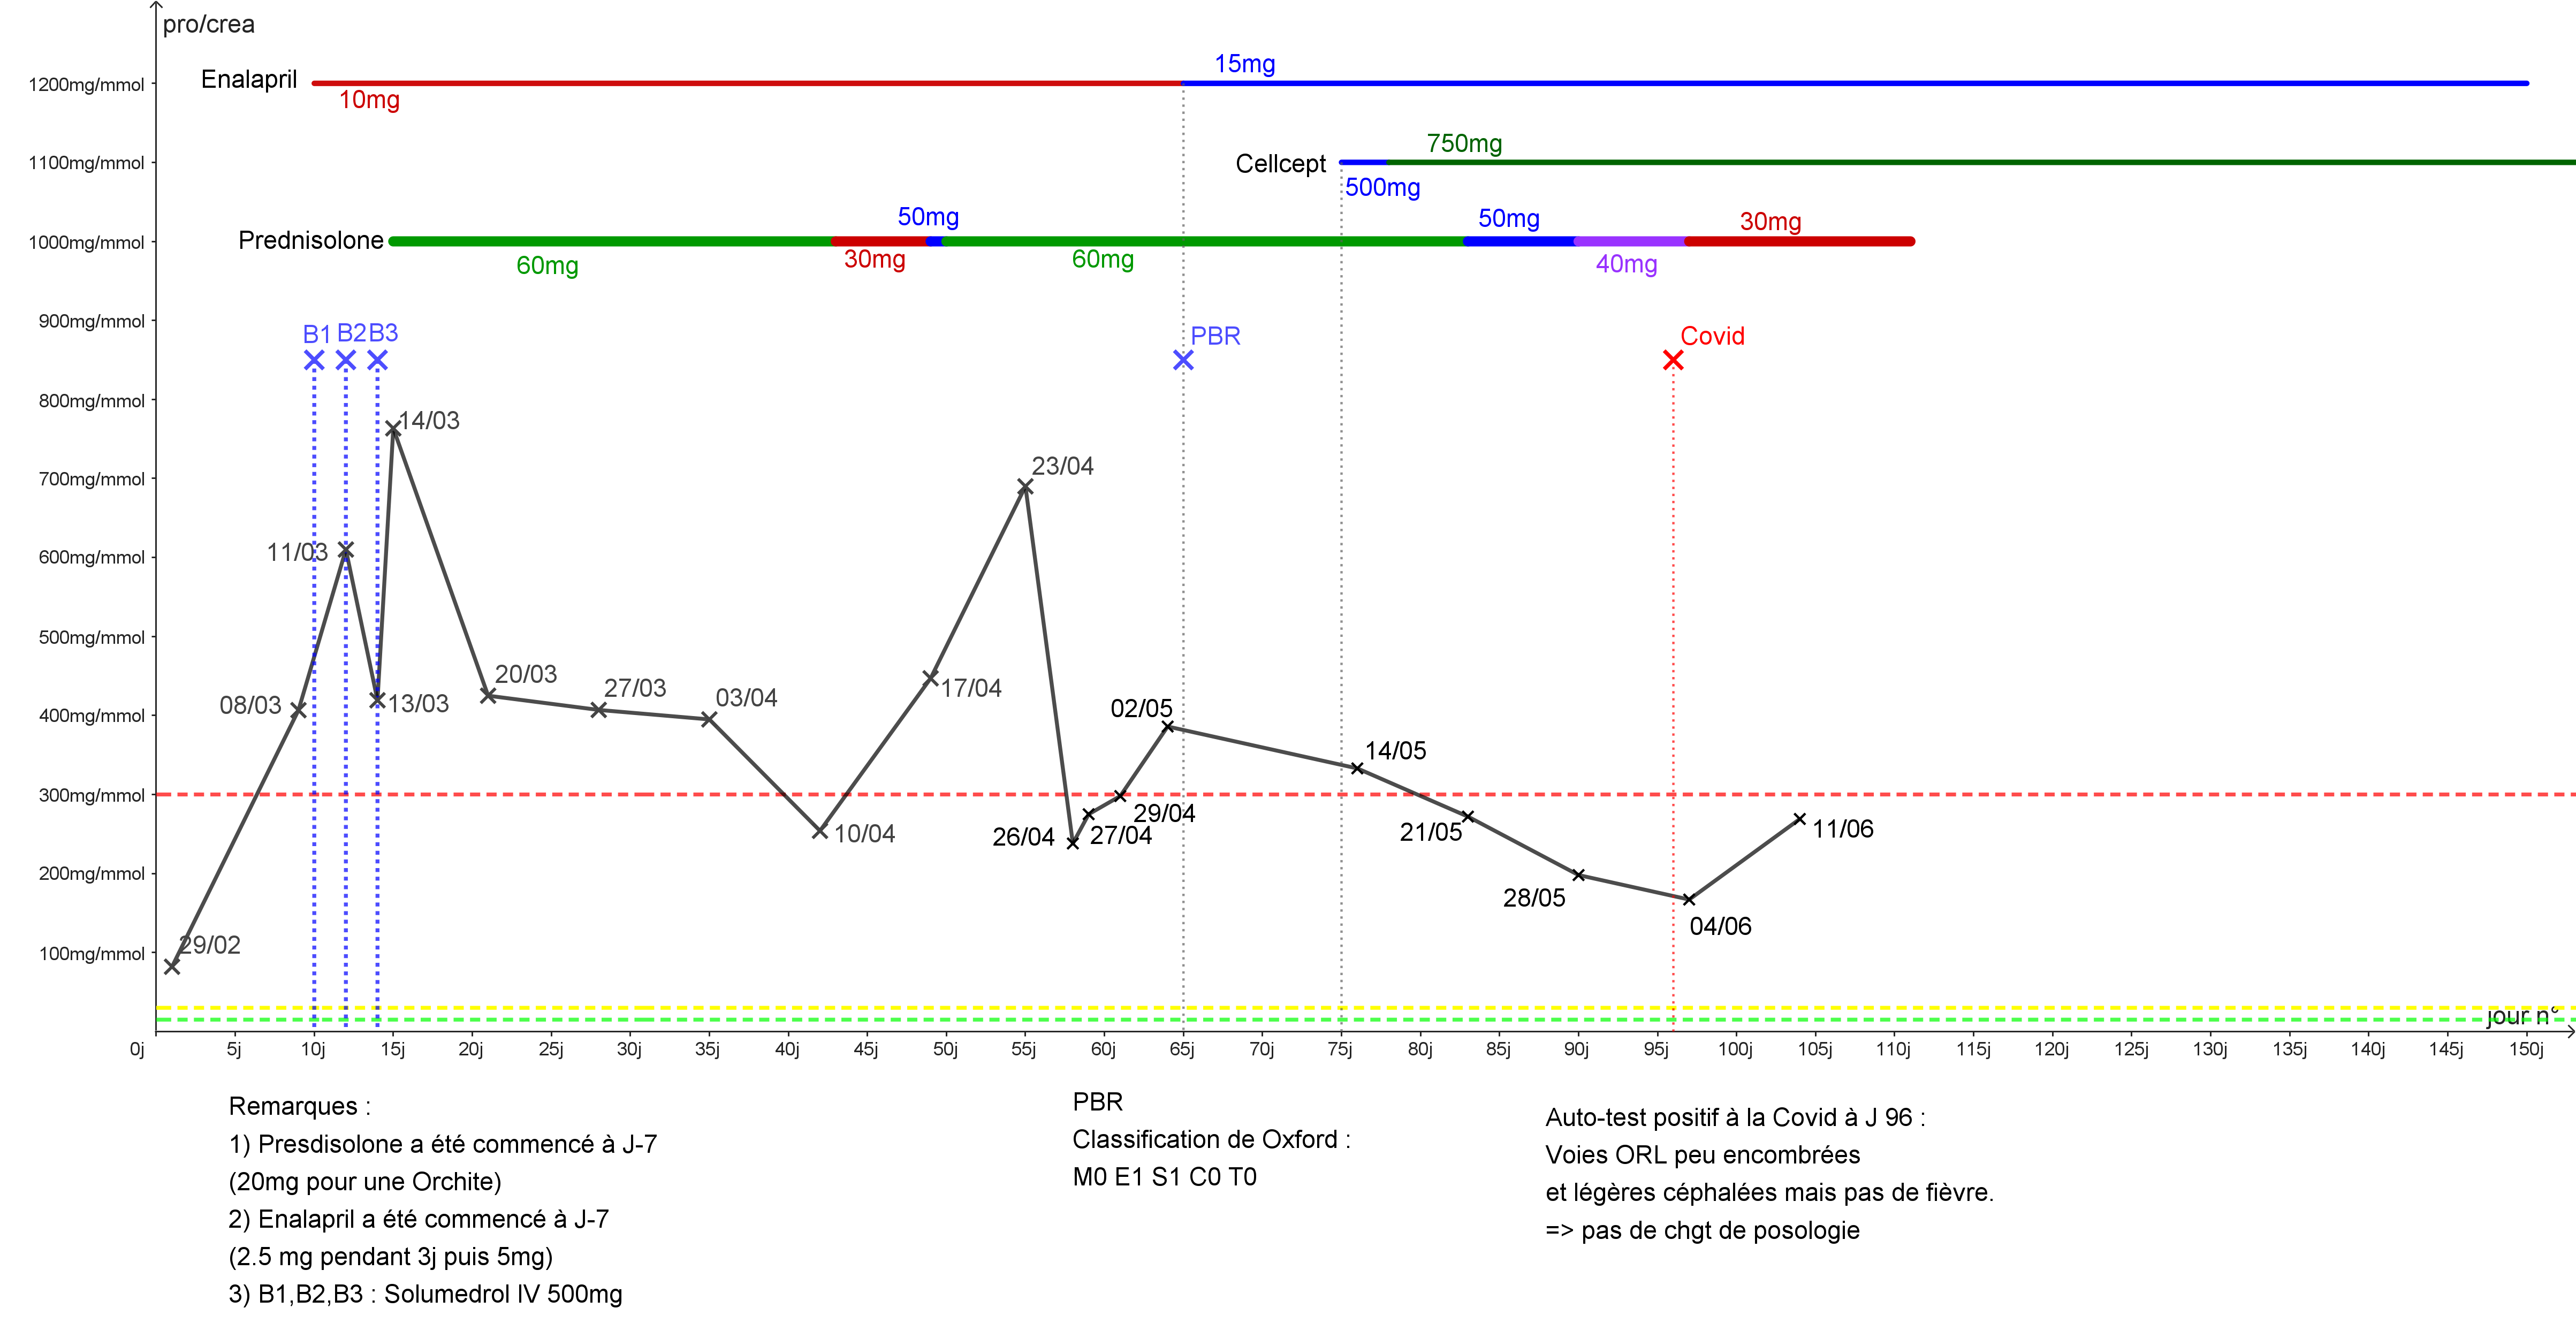 pro/crea
1200mg/mmol
1100mg/mmol
1000mg/mmol
900mg/mmol
800mg/mmol
700mg/mmol
600mg/mmol
500mg/mmol
400mg/mmol
300mg/mmol
200mg/mmol
100mg/mmol
Enalapril
10mg
15mg
Cellcept
500mg
750mg
Prednisolone
60mg
30mg
50mg
60mg
50mg
40mg
30mg
B1
B2
B3
PBR
Covid
29/02
08/03
11/03
13/03
14/03
20/03
27/03
03/04
10/04
17/04
23/04
26/04
27/04
29/04
02/05
14/05
21/05
28/05
04/06
11/06
jour n°
0j 5j 10j 15j 20j 25j 30j 35j 40j 45j 50j 55j 60j 65j 70j 75j 80j 85j 90j 95j 100j 105j 110j 115j 120j 125j 130j 135j 140j 145j 150j
Remarques :
1) Presdisolone a été commencé à J-7
(20mg pour une Orchite)
2) Enalapril a été commencé à J-7
(2.5 mg pendant 3j puis 5mg)
3) B1,B2,B3 : Solumedrol IV 500mg
PBR
Classification de Oxford :
M0 E1 S1 C0 T0
Auto-test positif à la Covid à J 96 :
Voies ORL peu encombrées
et légères céphalées mais pas de fièvre.
=> pas de chgt de posologie